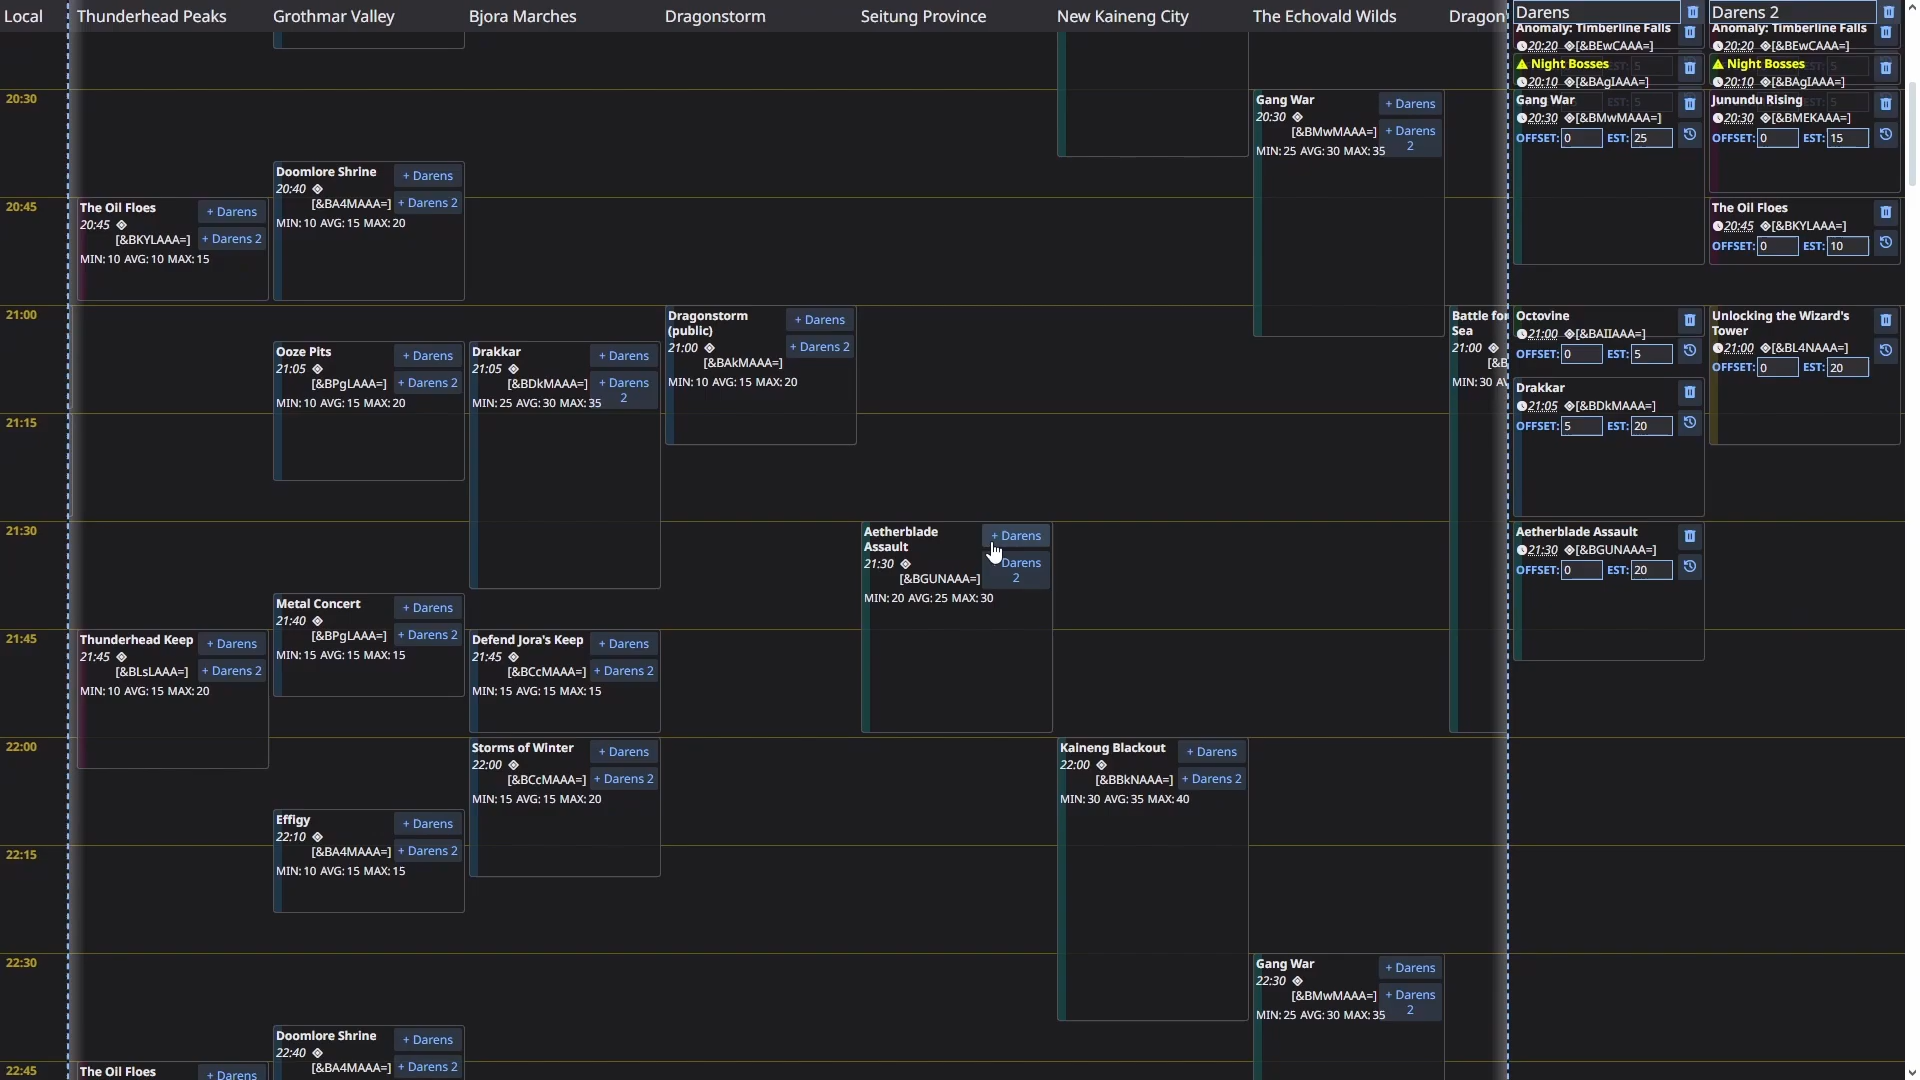 Local
Thunderhead Peaks
Grothmar Valley
Bjora Marches
Dragonstorm
Seitung Province
New Kaineng City
The Echovald Wilds
Dragon
Darens
Darens 2
20:30
20:45
21:00
21:15
21:30
21:45
22:00
22:15
22:30
22:45
The Oil Floes
+ Darens
20:45
[&BKYLAAA=]
+ Darens 2
MIN: 10 AVG: 10 MAX: 15
Thunderhead Keep
+ Darens
21:45
[&BLsLAAA=]
+ Darens 2
MIN: 10 AVG: 15 MAX: 20
The Oil Floes
+ Darens
Doomlore Shrine
+ Darens
20:40
[&BA4MAAA=]
+ Darens 2
MIN: 10 AVG: 15 MAX: 20
Ooze Pits
+ Darens
21:05
[&BPgLAAA=]
+ Darens 2
MIN: 10 AVG: 15 MAX: 20
Metal Concert
+ Darens
21:40
[&BPgLAAA=]
+ Darens 2
MIN: 15 AVG: 15 MAX: 15
Effigy
+ Darens
22:10
[&BA4MAAA=]
+ Darens 2
MIN: 10 AVG: 15 MAX: 15
Doomlore Shrine
+ Darens
22:40
[&BA4MAAA=]
+ Darens 2
Drakkar
+ Darens
21:05
[&BDkMAAA=]
+ Darens
2
MIN: 25 AVG: 30 MAX: 35
Defend Jora's Keep
+ Darens
21:45
[&BCcMAAA=]
+ Darens 2
MIN: 15 AVG: 15 MAX: 15
Storms of Winter
+ Darens
22:00
[&BCcMAAA=]
+ Darens 2
MIN: 15 AVG: 15 MAX: 20
Dragonstorm
(public)
+ Darens
21:00
[&BAkMAAA=]
+ Darens 2
MIN: 10 AVG: 15 MAX: 20
Aetherblade
Assault
+ Darens
21:30
[&BGUNAAA=]
Darens
2
MIN: 20 AVG: 25 MAX: 30
Kaineng Blackout
+ Darens
22:00
[&BBkNAAA=]
+ Darens 2
MIN: 30 AVG: 35 MAX: 40
Gang War
+ Darens
20:30
[&BMwMAAA=]
+ Darens
2
MIN: 25 AVG: 30 MAX: 35
Gang War
+ Darens
22:30
[&BMwMAAA=]
+ Darens
2
MIN: 25 AVG: 30 MAX: 35
Battle for
Sea
21:00
[&B
MIN: 30 AV
Anomaly: Timberline Falls
20:20 [&BEwCAAA=]
Night Bosses
20:10 [&BAgIAAA=]
Gang War
20:30 [&BMwMAAA=]
OFFSET: 0 EST: 25
Octovine
21:00 [&BAIIAAA=]
OFFSET: 0 EST: 5
Drakkar
21:05 [&BDkMAAA=]
OFFSET: 5 EST: 20
Aetherblade Assault
21:30 [&BGUNAAA=]
OFFSET: 0 EST: 20
Anomaly: Timberline Falls
20:20 [&BEwCAAA=]
Night Bosses
20:10 [&BAgIAAA=]
Junundu Rising
20:30 [&BMEKAAA=]
OFFSET: 0 EST: 15
The Oil Floes
20:45 [&BKYLAAA=]
OFFSET: 0 EST: 10
Unlocking the Wizard's
Tower
21:00 [&BL4NAAA=]
OFFSET: 0 EST: 20